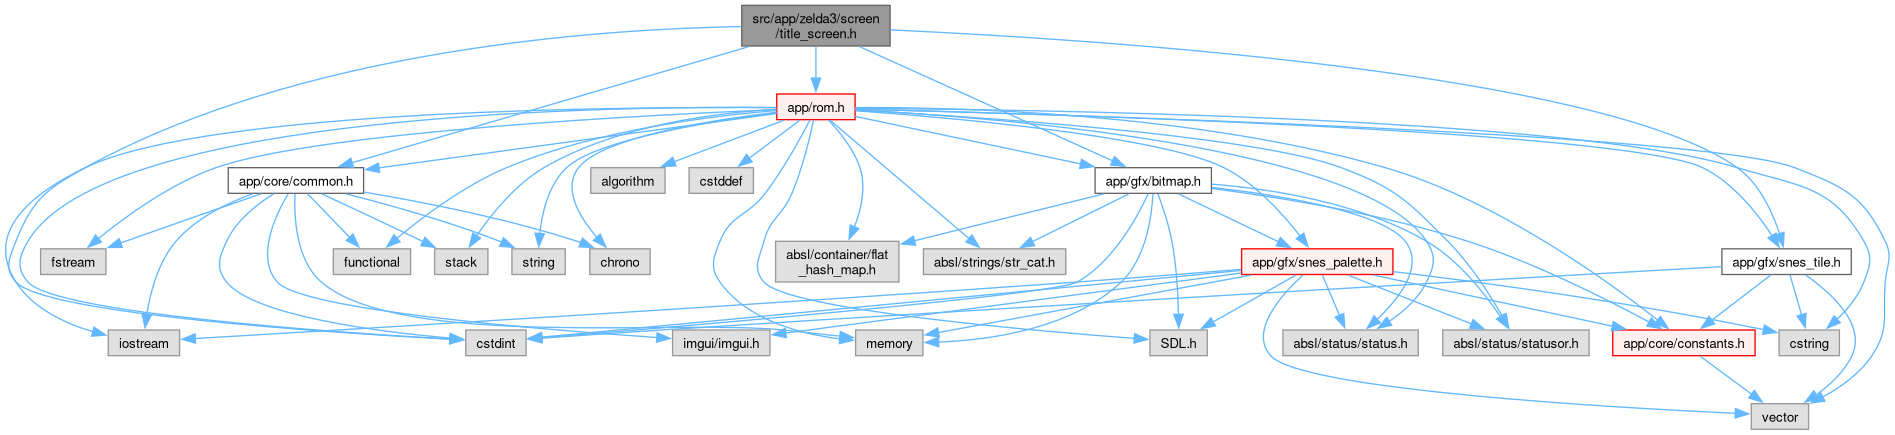 src/app/zelda3/screen
/title_screen.h
app/rom.h
app/core/common.h
algorithm
cstddef
app/gfx/bitmap.h
fstream
functional
stack
string
chrono
absl/container/flat
_hash_map.h
absl/strings/str_cat.h
app/gfx/snes_palette.h
app/gfx/snes_tile.h
iostream
cstdint
imgui/imgui.h
memory
SDL.h
absl/status/status.h
absl/status/statusor.h
app/core/constants.h
cstring
vector